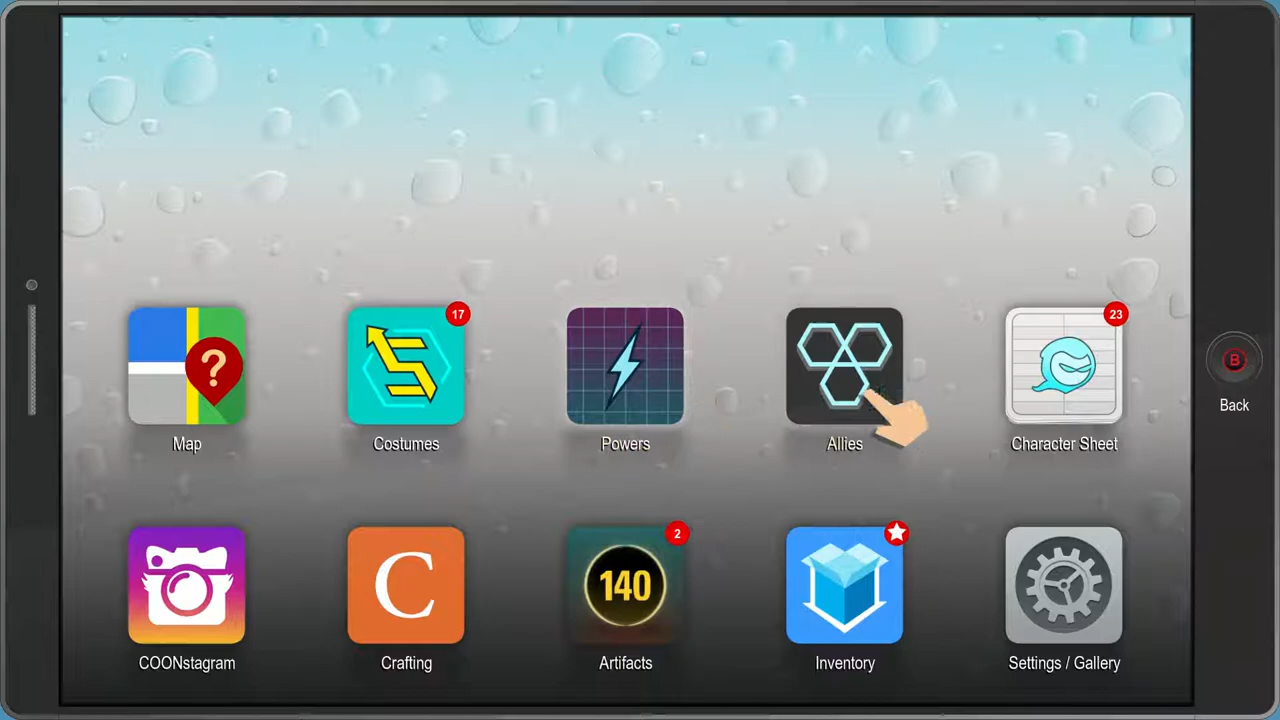 17
23
?
B
Back
Map
Costumes
Powers
Allies
Character Sheet
2
140
C
COONstagram
Crafting
Artifacts
Inventory
Settings / Gallery